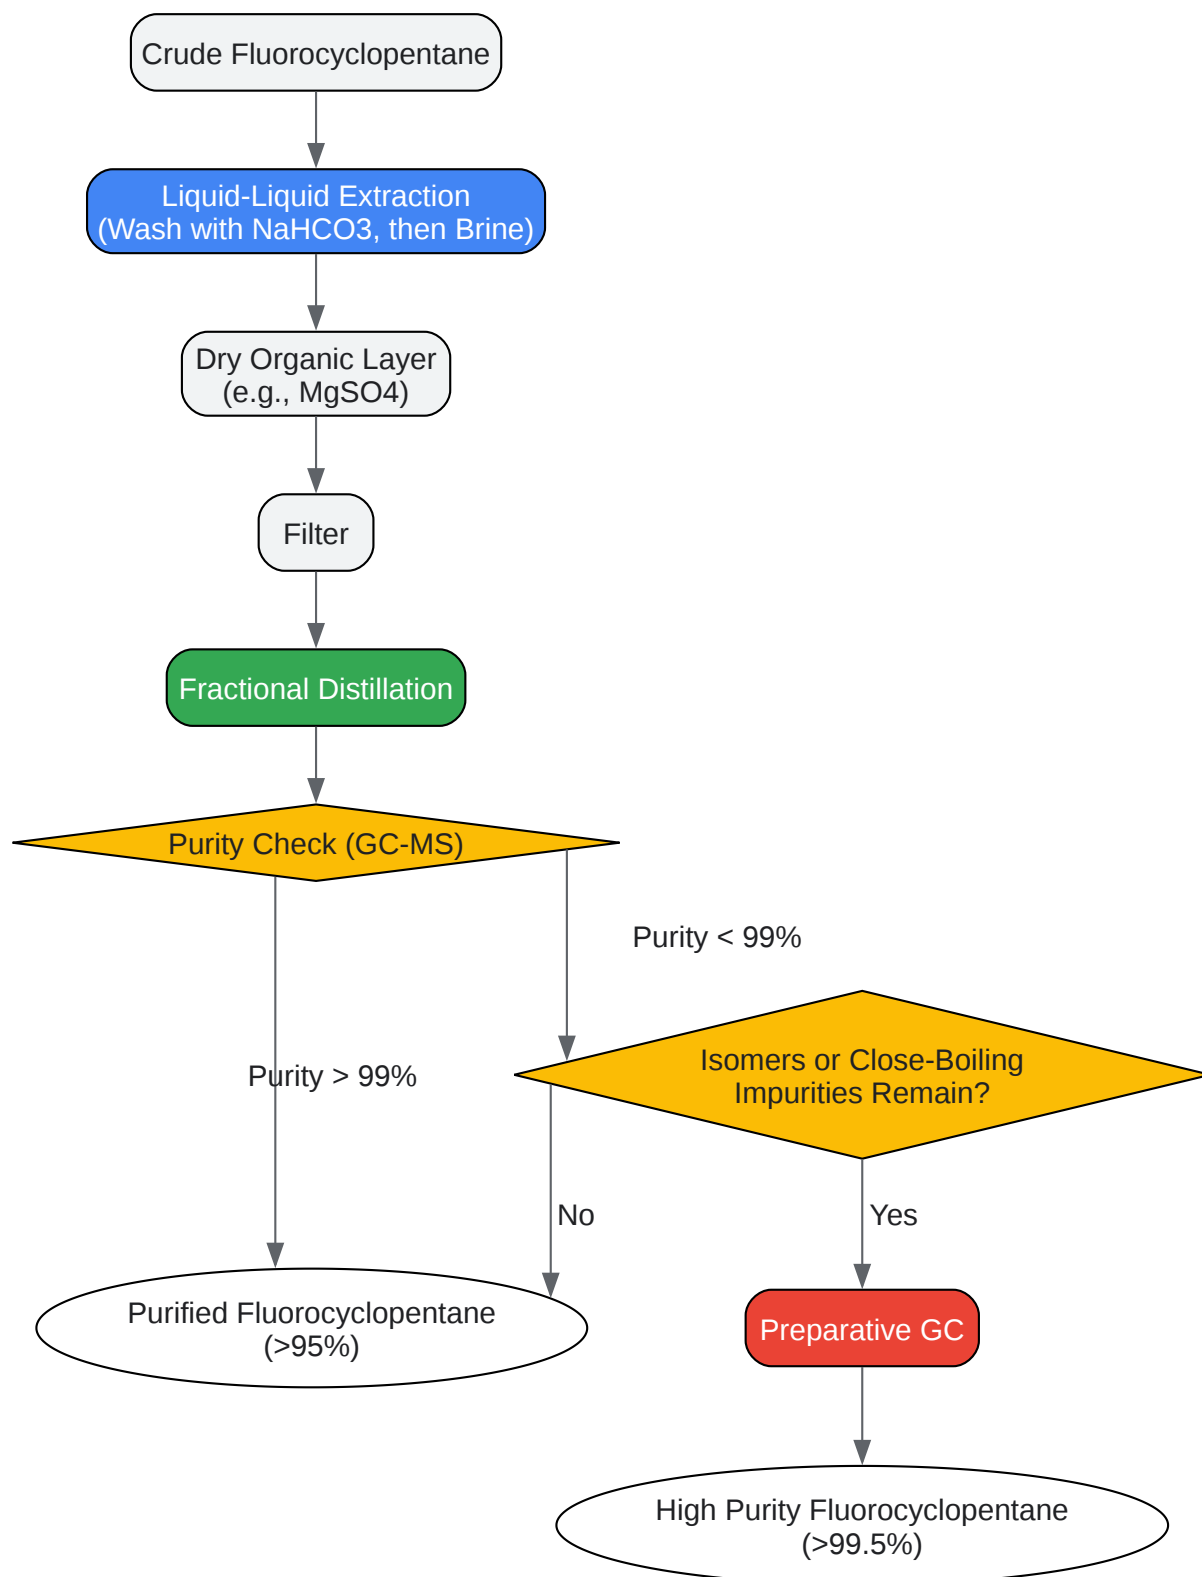 Crude Fluorocyclopentane
Liquid-Liquid Extraction
(Wash with NaHCO3, then Brine)
Dry Organic Layer
(e.g., MgSO4)
Filter
Fractional Distillation
Purity Check (GC-MS)
Purity < 99%
Isomers or Close-Boiling
Impurities Remain?
Purity > 99%
No
Yes
Purified Fluorocyclopentane
(>95%)
Preparative GC
High Purity Fluorocyclopentane
(>99.5%)